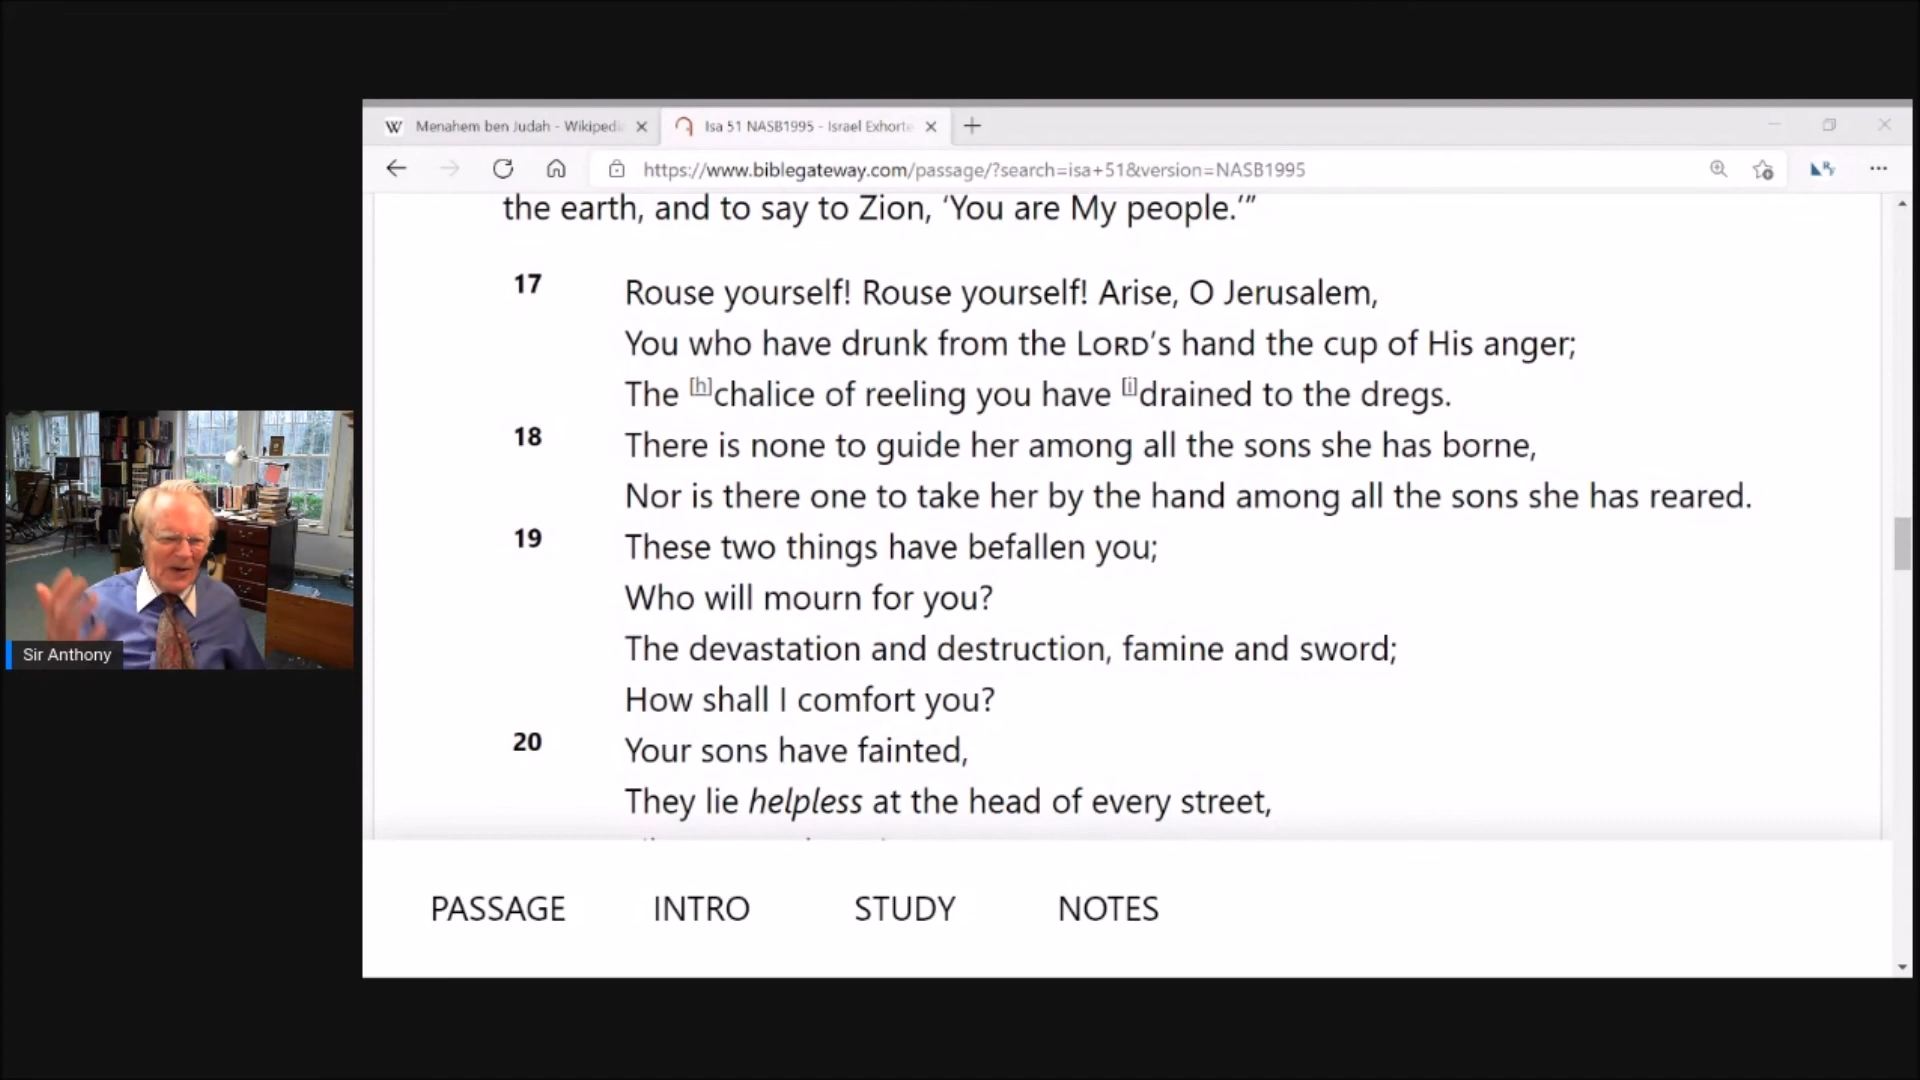 Menahem ben Judah - Wikipedi
Isa 51 NASB1995 - Israel Exhorte
https://www.biblegateway.com/passage/?search=isa+51&version=NASB1995
the earth, and to say to Zion, ‘You are My people.’”
17 Rouse yourself! Rouse yourself! Arise, O Jerusalem,
You who have drunk from the LORD’s hand the cup of His anger;
The [h]chalice of reeling you have [i]drained to the dregs.
18 There is none to guide her among all the sons she has borne,
Nor is there one to take her by the hand among all the sons she has reared.
19 These two things have befallen you;
Who will mourn for you?
The devastation and destruction, famine and sword;
How shall I comfort you?
20 Your sons have fainted,
They lie helpless at the head of every street,
PASSAGE INTRO STUDY NOTES
Sir Anthony